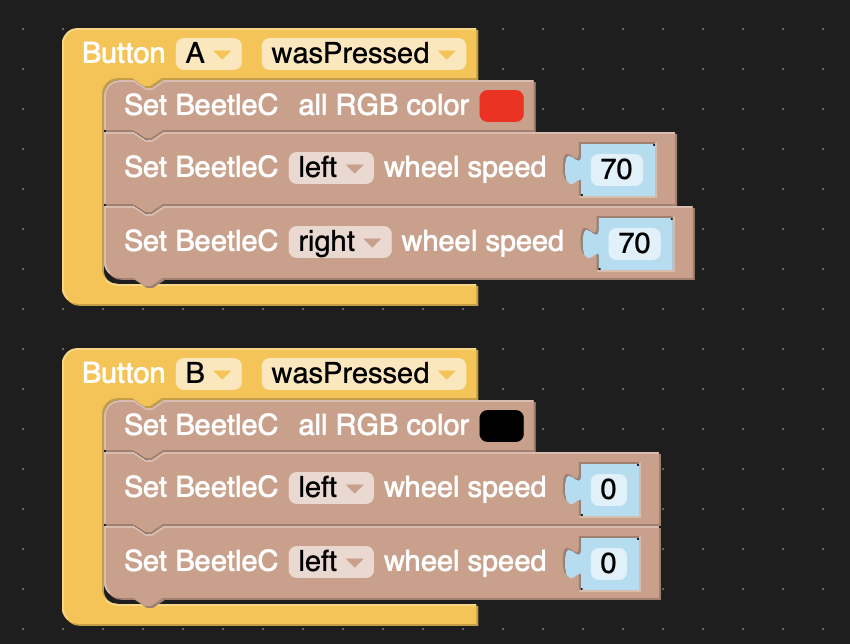 Button A wasPressed
Set BeetleC all RGB color
Set BeetleC left wheel speed 70
Set BeetleC right wheel speed 70
Button B wasPressed
Set BeetleC all RGB color
Set BeetleC left wheel speed 0
Set BeetleC left wheel speed 0